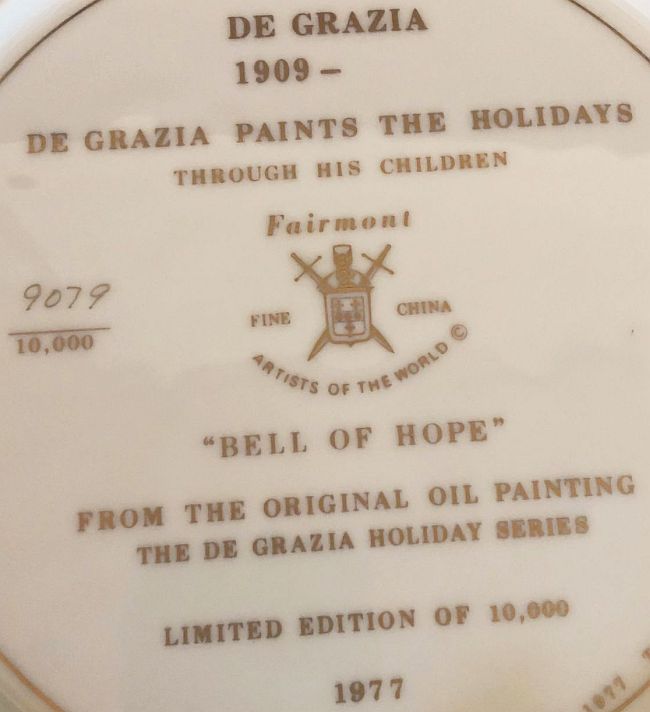 DE GRAZIA
1909 –
DE GRAZIA PAINTS THE HOLIDAYS
THROUGH HIS CHILDREN
Fairmont
FINE CHINA
ARTISTS OF THE WORLD ©
9079
10,000
"BELL OF HOPE"
FROM THE ORIGINAL OIL PAINTING
THE DE GRAZIA HOLIDAY SERIES
LIMITED EDITION OF 10,000
1977